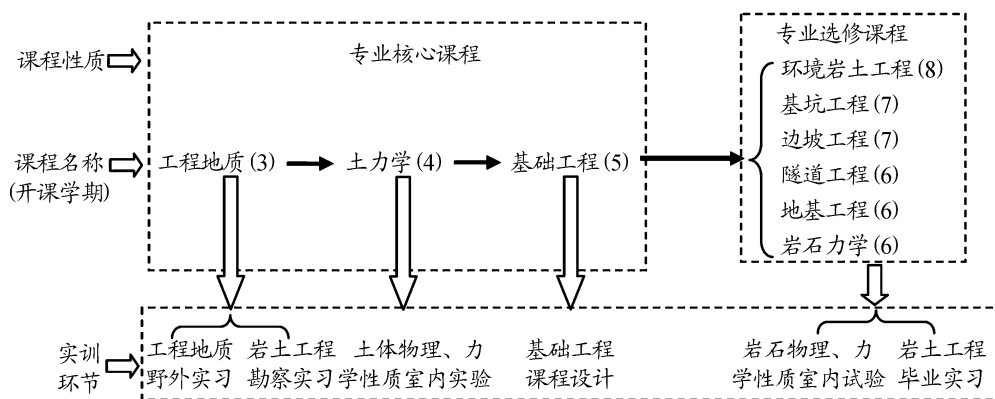 课程性质
专业核心课程
专业选修课程
环境岩土工程(8)
基坑工程(7)
边坡工程(7)
隧道工程(6)
地基工程(6)
岩石力学(6)
课程名称
(开课学期)
工程地质(3)
土力学(4)
基础工程(5)
实训
环节
工程地质
野外实习
岩土工程
勘察实习
土体物理、力
学性质室内实验
基础工程
课程设计
岩石物理、力
学性质室内试验
岩土工程
毕业实习